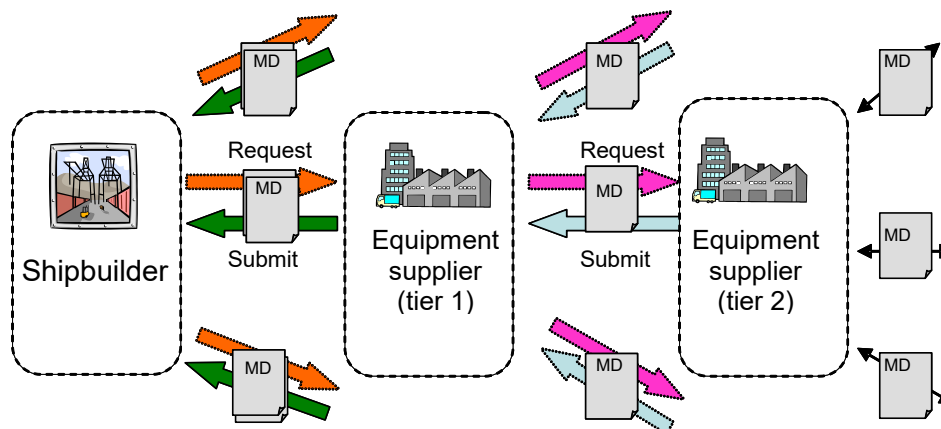 MD
MD
MD
Request
Request
MD
MD
Shipbuilder
Equipment
supplier
(tier 1)
Equipment
supplier
(tier 2)
MD
Submit
Submit
MD
MD
MD